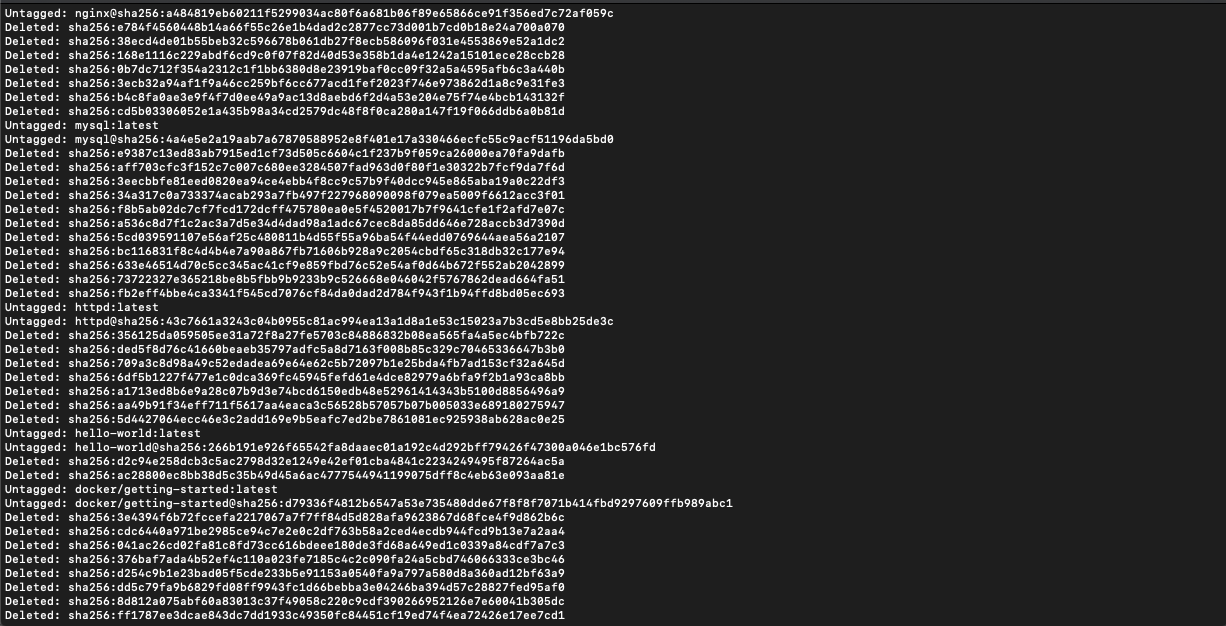 Untagged: nginx@sha256:a484819eb60211f5299034ac80f6a681b06f89e65866ce91f356ed7c72af059c
Deleted: sha256:e784f4560448b14a66f55c26e1b4dad2c2877cc73d001b7cd0b18e24a700a070
Deleted: sha256:38ecd4de01b55beb32c596678b061db27f8ecb586096f031e4553869e52a1dc2
Deleted: sha256:168e1116c229abdf6cd9c0f07f82d40d53e358b1da4e1242a15101ece28ccb28
Deleted: sha256:0b7dc712f354a2312c1f1bb6380d8e23919baf0cc09f32a5a4595afb6c3a440b
Deleted: sha256:3ecb32a94af1f9a46cc259bf6cc677acd1fef2023f746e973862d1a8c9e31fe3
Deleted: sha256:b4c8fa0ae3e9f4f7d0ee49a9ac13d8aebd6f2d4a53e204e75f74e4bcb143132f
Deleted: sha256:cd5b03306052e1a435b98a34cd2579dc48f8f0ca280a147f19f066ddb6a0b81d
Untagged: mysql:latest
Untagged: mysql@sha256:4a4e5e2a19aab7a67870588952e8f401e17a330466ecfc55c9acf51196da5bd0
Deleted: sha256:e9387c13ed83ab7915ed1cf73d505c6604c1f237b9f059ca26000ea70fa9dafb
Deleted: sha256:aff703cfc3f152c7c007c680ee3284507fad963d0f80f1e30322b7fcf9da7f6d
Deleted: sha256:3eecbbfe81eed0820ea94ce4ebb4f8cc9c57b9f40dcc945e865aba19a0c22df3
Deleted: sha256:34a317c0a733374acab293a7fb497f227968090098f079ea5009f6612acc3f01
Deleted: sha256:f8b5ab02dc7cf7fcd172dcff475780ea0e5f4520017b7f9641cfe1f2afd7e07c
Deleted: sha256:a536c8d7f1c2ac3a7d5e34d4dad98a1adc67cec8da85dd646e728accb3d7390d
Deleted: sha256:5cd039591107e56af25c480811b4d55f55a96ba54f44edd0769644aea56a2107
Deleted: sha256:bc116831f8c4d4b4e7a90a867fb71606b928a9c2054cbdf65c318db32c177e94
Deleted: sha256:633e46514d70c5cc345ac41cf9e859fbd76c52e54af0d64b672f552ab2042899
Deleted: sha256:73722327e365218be8b5fbb9b9233b9c526668e046042f5767862dead664fa51
Deleted: sha256:fb2eff4bbe4ca3341f545cd7076cf84da0dad2d784f943f1b94ffd8bd05ec693
Untagged: httpd:latest
Untagged: httpd@sha256:43c7661a3243c04b0955c81ac994ea13a1d8a1e53c15023a7b3cd5e8bb25de3c
Deleted: sha256:356125da059505ee31a72f8a27fe5703c84886832b08ea565fa4a5ec4bfb722c
Deleted: sha256:ded5f8d76c41660beaeb35797adfc5a8d7163f008b85c329c70465336647b3b0
Deleted: sha256:709a3c8d98a49c52edadea69e64e62c5b72097b1e25bda4fb7ad153cf32a645d
Deleted: sha256:6df5b1227f477e1c0dca369fc45945fefd61e4dce82979a6bfa9f2b1a93ca8bb
Deleted: sha256:a1713ed8b6e9a28c07b9d3e74bcd6150edb48e52961414343b5100d8856496a9
Deleted: sha256:aa49b91f34eff711f5617aa4eaca3c56528b57057b07b005033e689180275947
Deleted: sha256:5d4427064ecc46e3c2add169e9b5eafc7ed2be7861081ec925938ab628ac0e25
Untagged: hello-world:latest
Untagged: hello-world@sha256:266b191e926f65542fa8daaec01a192c4d292bff79426f47300a046e1bc576fd
Deleted: sha256:d2c94e258dcb3c5ac2798d32e1249e42ef01cba4841c2234249495f87264ac5a
Deleted: sha256:ac28800ec8bb38d5c35b49d45a6ac4777544941199075dff8c4eb63e093aa81e
Untagged: docker/getting-started:latest
Untagged: docker/getting-started@sha256:d79336f4812b6547a53e735480dde67f8f8f7071b414fbd9297609ffb989abc1
Deleted: sha256:3e4394f6b72fccefa2217067a7f7ff84d5d828afa9623867d68fce4f9d862b6c
Deleted: sha256:cdc6440a971be2985ce94c7e2e0c2df763b58a2ced4ecdb944fcd9b13e7a2aa4
Deleted: sha256:041ac26cd02fa81c8fd73cc616bdeee180de3fd68a649ed1c0339a84cdf7a7c3
Deleted: sha256:376baf7ada4b52ef4c110a023fe7185c4c2c090fa24a5cbd746066333ce3bc46
Deleted: sha256:d254c9b1e23bad05f5cde233b5e91153a0540fa9a797a580d8a360ad12bf63a9
Deleted: sha256:dd5c79fa9b6829fd08ff9943fc1d66bebba3e04246ba394d57c28827fed95af0
Deleted: sha256:8d812a075abf60a83013c37f49058c220c9cdf390266952126e7e60041b305dc
Deleted: sha256:ff1787ee3dcae843dc7dd1933c49350fc84451cf19ed74f4ea72426e17ee7cd1